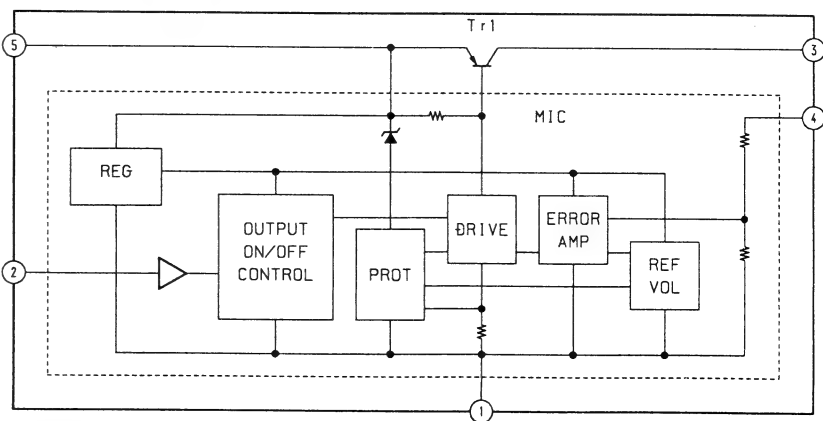 Tr1
5
3
MIC
4
REG
OUTPUT
ON/OFF
CONTROL
DRIVE
ERROR
AMP
2
PROT
REF
VOL
1